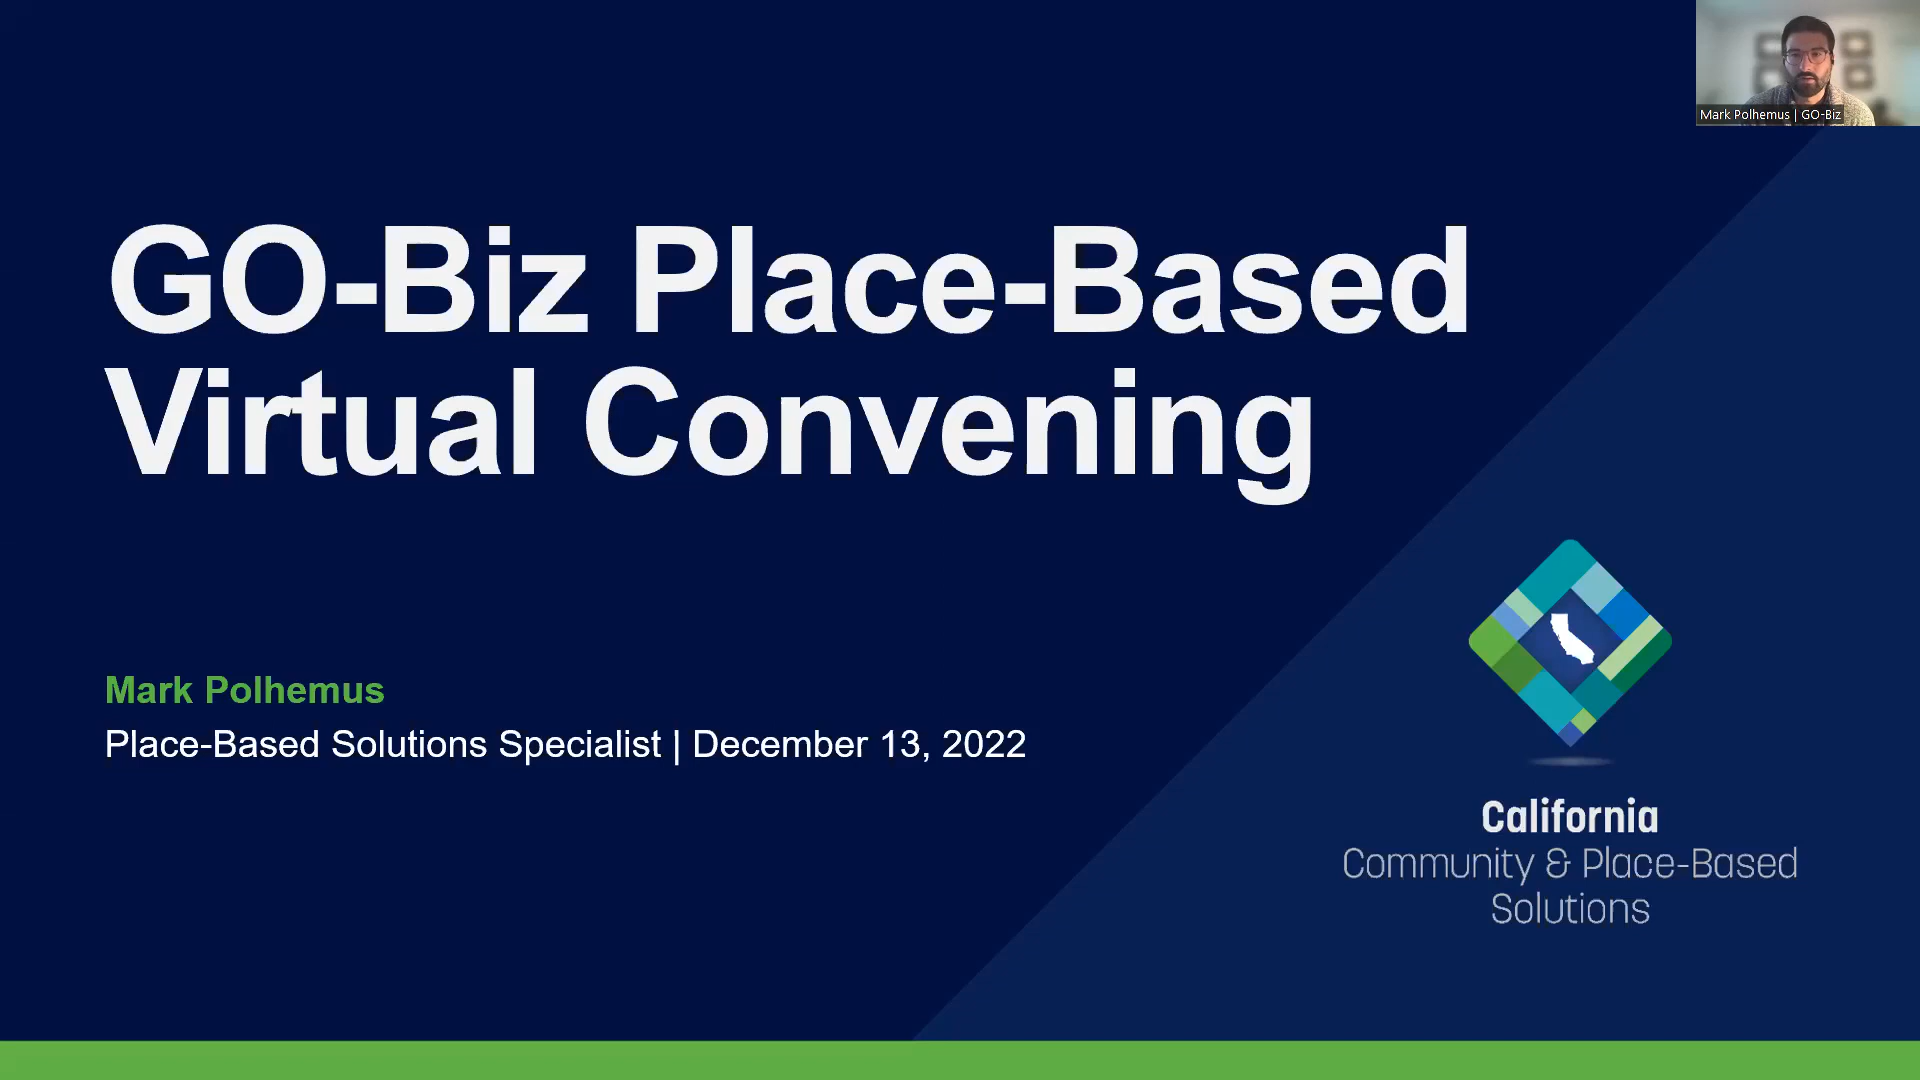 Mark Polhemus | GO-Biz
GO-Biz Place-Based
Virtual Convening
Mark Polhemus
Place-Based Solutions Specialist | December 13, 2022
California
Community & Place-Based
Solutions